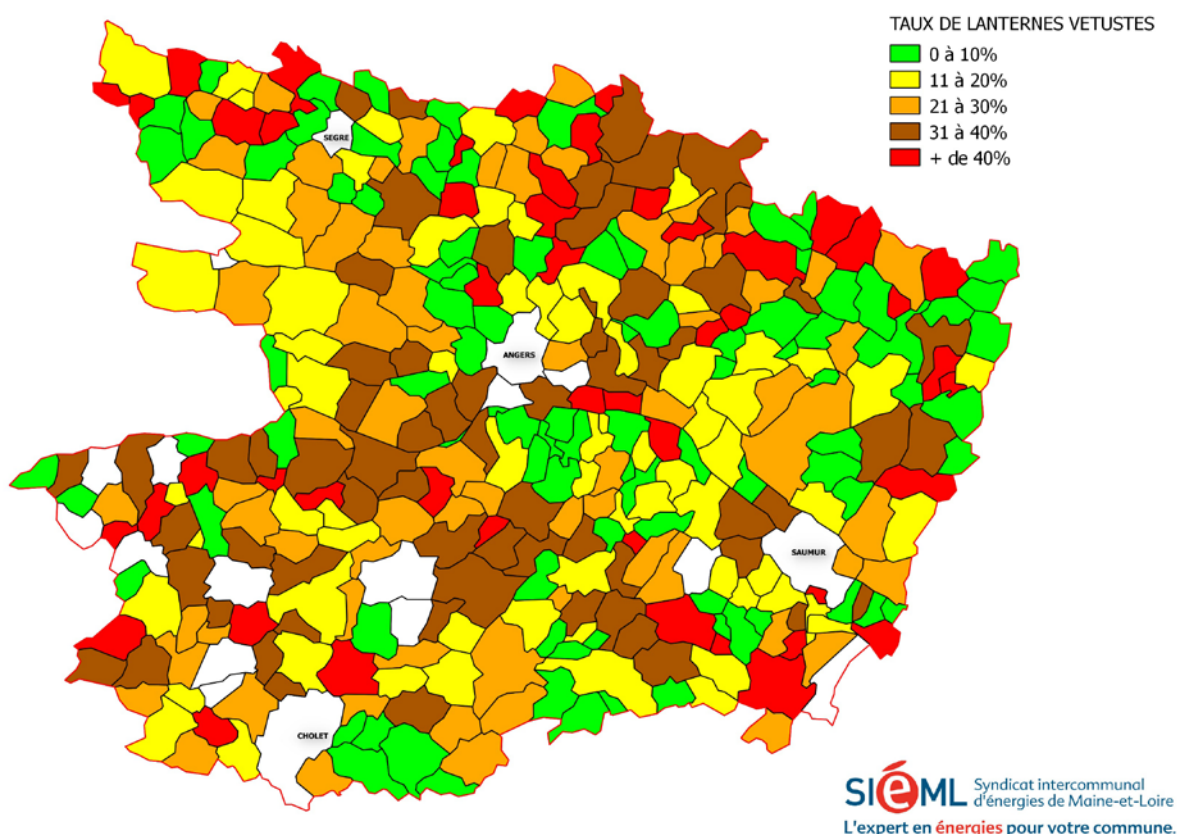 TAUX DE LANTERNES VETUSTES
0 à 10%
11 à 20%
21 à 30%
31 à 40%
+ de 40%
SEGRE
ANGERS
SAUMUR
CHOLET
SIéML Syndicat intercommunal
d'énergies de Maine-et-Loire
L'expert en énergies pour votre commune.